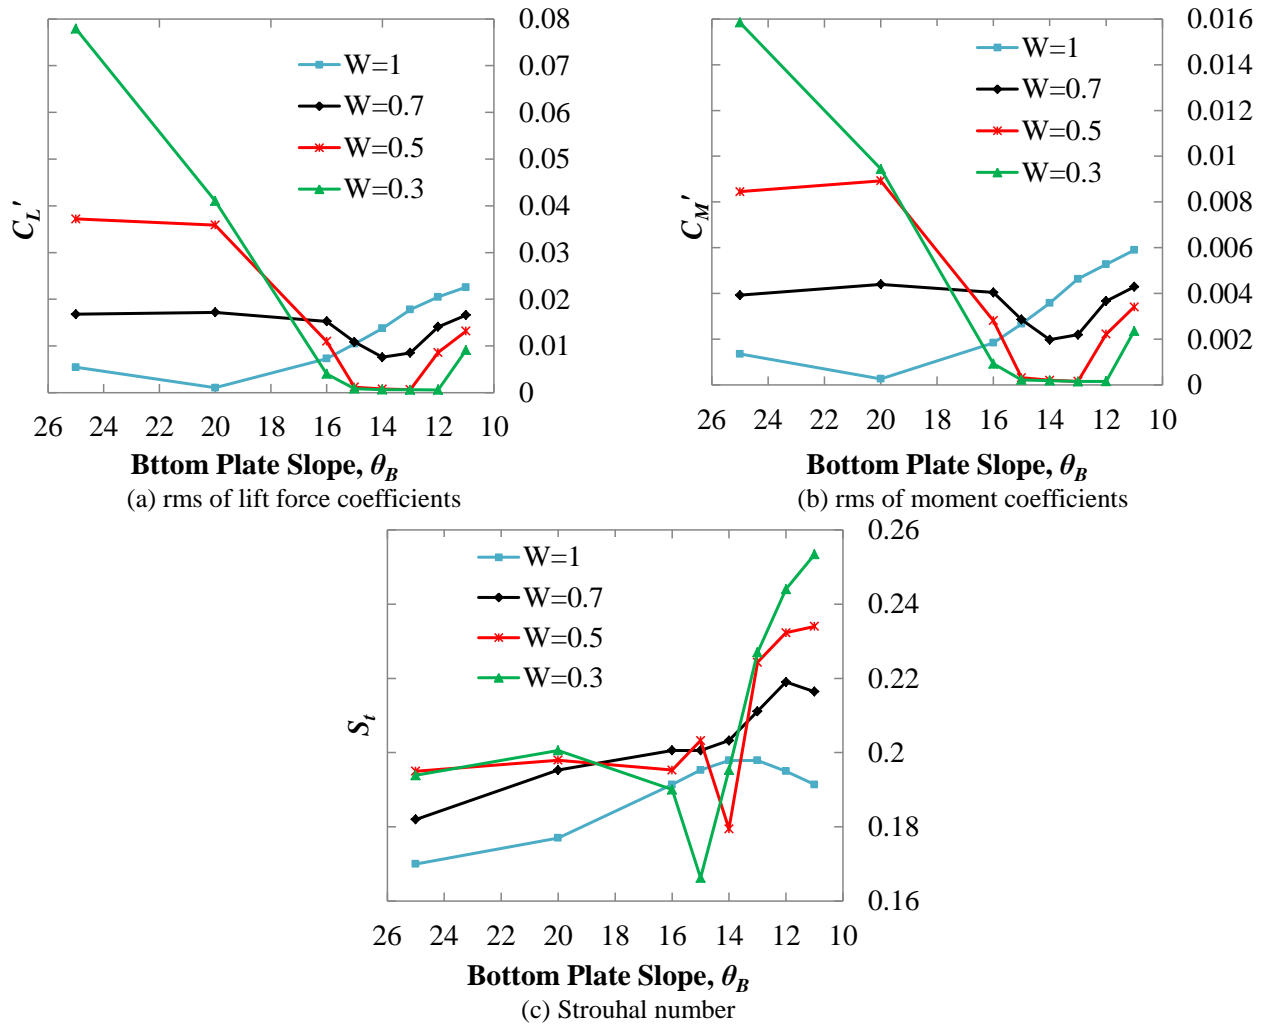 0.08
0.07
0.06
0.05
0.04
0.03
0.02
0.01
0
W=1
W=0.7
W=0.5
W=0.3
C_L'
26 24 22 20 18 16 14 12 10
Bttom Plate Slope, θ_B
(a) rms of lift force coefficients
0.016
0.014
0.012
0.01
0.008
0.006
0.004
0.002
0
W=1
W=0.7
W=0.5
W=0.3
C_M'
26 24 22 20 18 16 14 12 10
Bottom Plate Slope, θ_B
(b) rms of moment coefficients
0.26
0.24
0.22
0.2
0.18
0.16
W=1
W=0.7
W=0.5
W=0.3
S_t
26 24 22 20 18 16 14 12 10
Bottom Plate Slope, θ_B
(c) Strouhal number